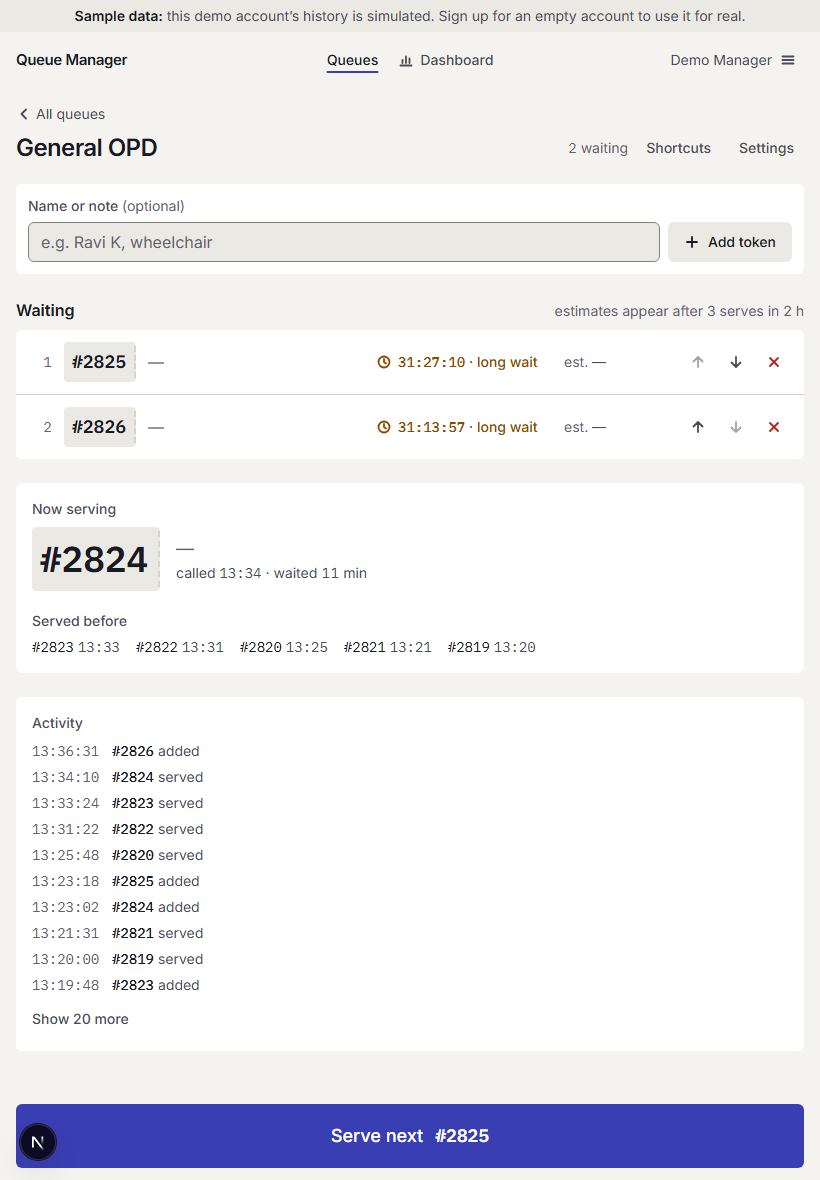 Sample data: this demo account’s history is simulated. Sign up for an empty account to use it for real.
Queue Manager Queues Dashboard Demo Manager
All queues
General OPD 2 waiting Shortcuts Settings
Name or note (optional)
e.g. Ravi K, wheelchair + Add token
Waiting estimates appear after 3 serves in 2 h
1 #2825 — 31:27:10 · long wait est. —
2 #2826 — 31:13:57 · long wait est. —
Now serving
#2824 —
called 13:34 · waited 11 min
Served before
#2823 13:33 #2822 13:31 #2820 13:25 #2821 13:21 #2819 13:20
Activity
13:36:31 #2826 added
13:34:10 #2824 served
13:33:24 #2823 served
13:31:22 #2822 served
13:25:48 #2820 served
13:23:18 #2825 added
13:23:02 #2824 added
13:21:31 #2821 served
13:20:00 #2819 served
13:19:48 #2823 added
Show 20 more
Serve next #2825
N